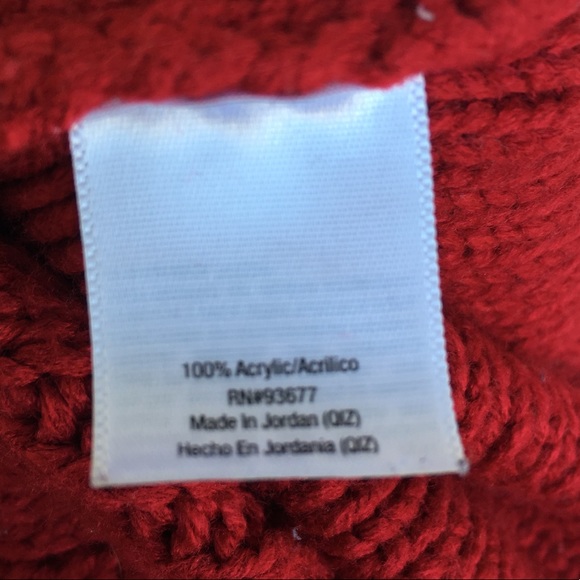 100% Acrylic/Acrilico
RN#93677
Made In Jordan (QIZ)
Hecho En Jordania (QIZ)